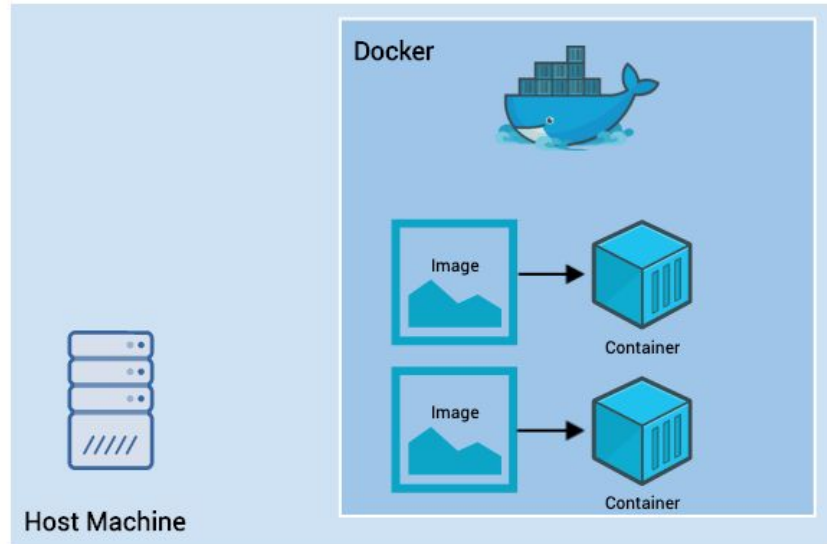 Docker
Image
Container
Image
Container
Host Machine